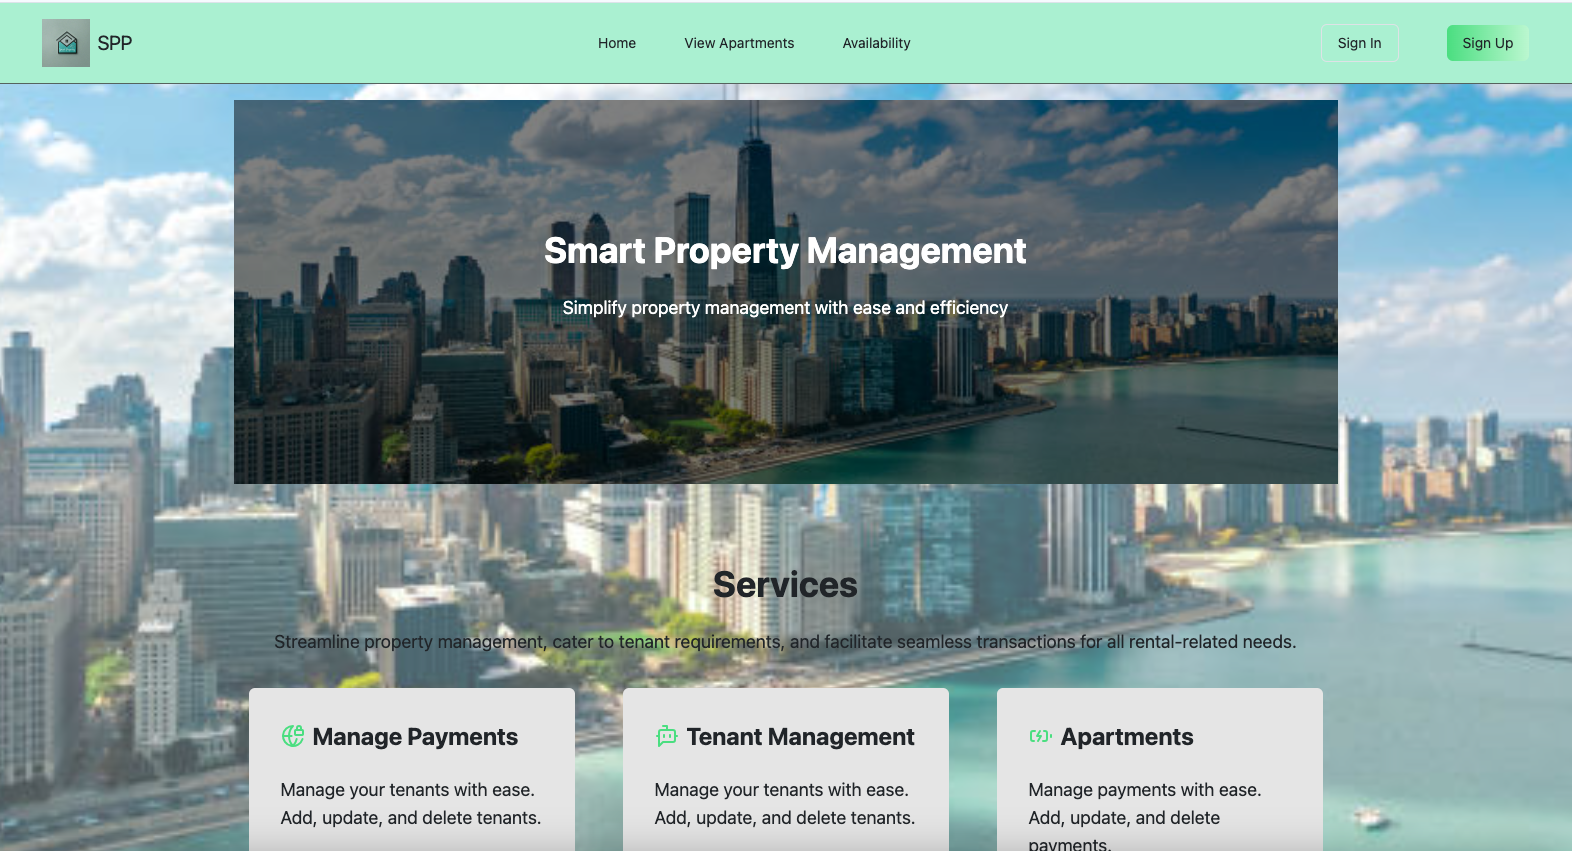 SPP
Home
View Apartments
Availability
Sign In
Sign Up
Smart Property Management
Simplify property management with ease and efficiency
Services
Streamline property management, cater to tenant requirements, and facilitate seamless transactions for all rental-related needs.
Manage Payments
Manage your tenants with ease.
Add, update, and delete tenants.
Tenant Management
Manage your tenants with ease.
Add, update, and delete tenants.
Apartments
Manage payments with ease.
Add, update, and delete
payments.